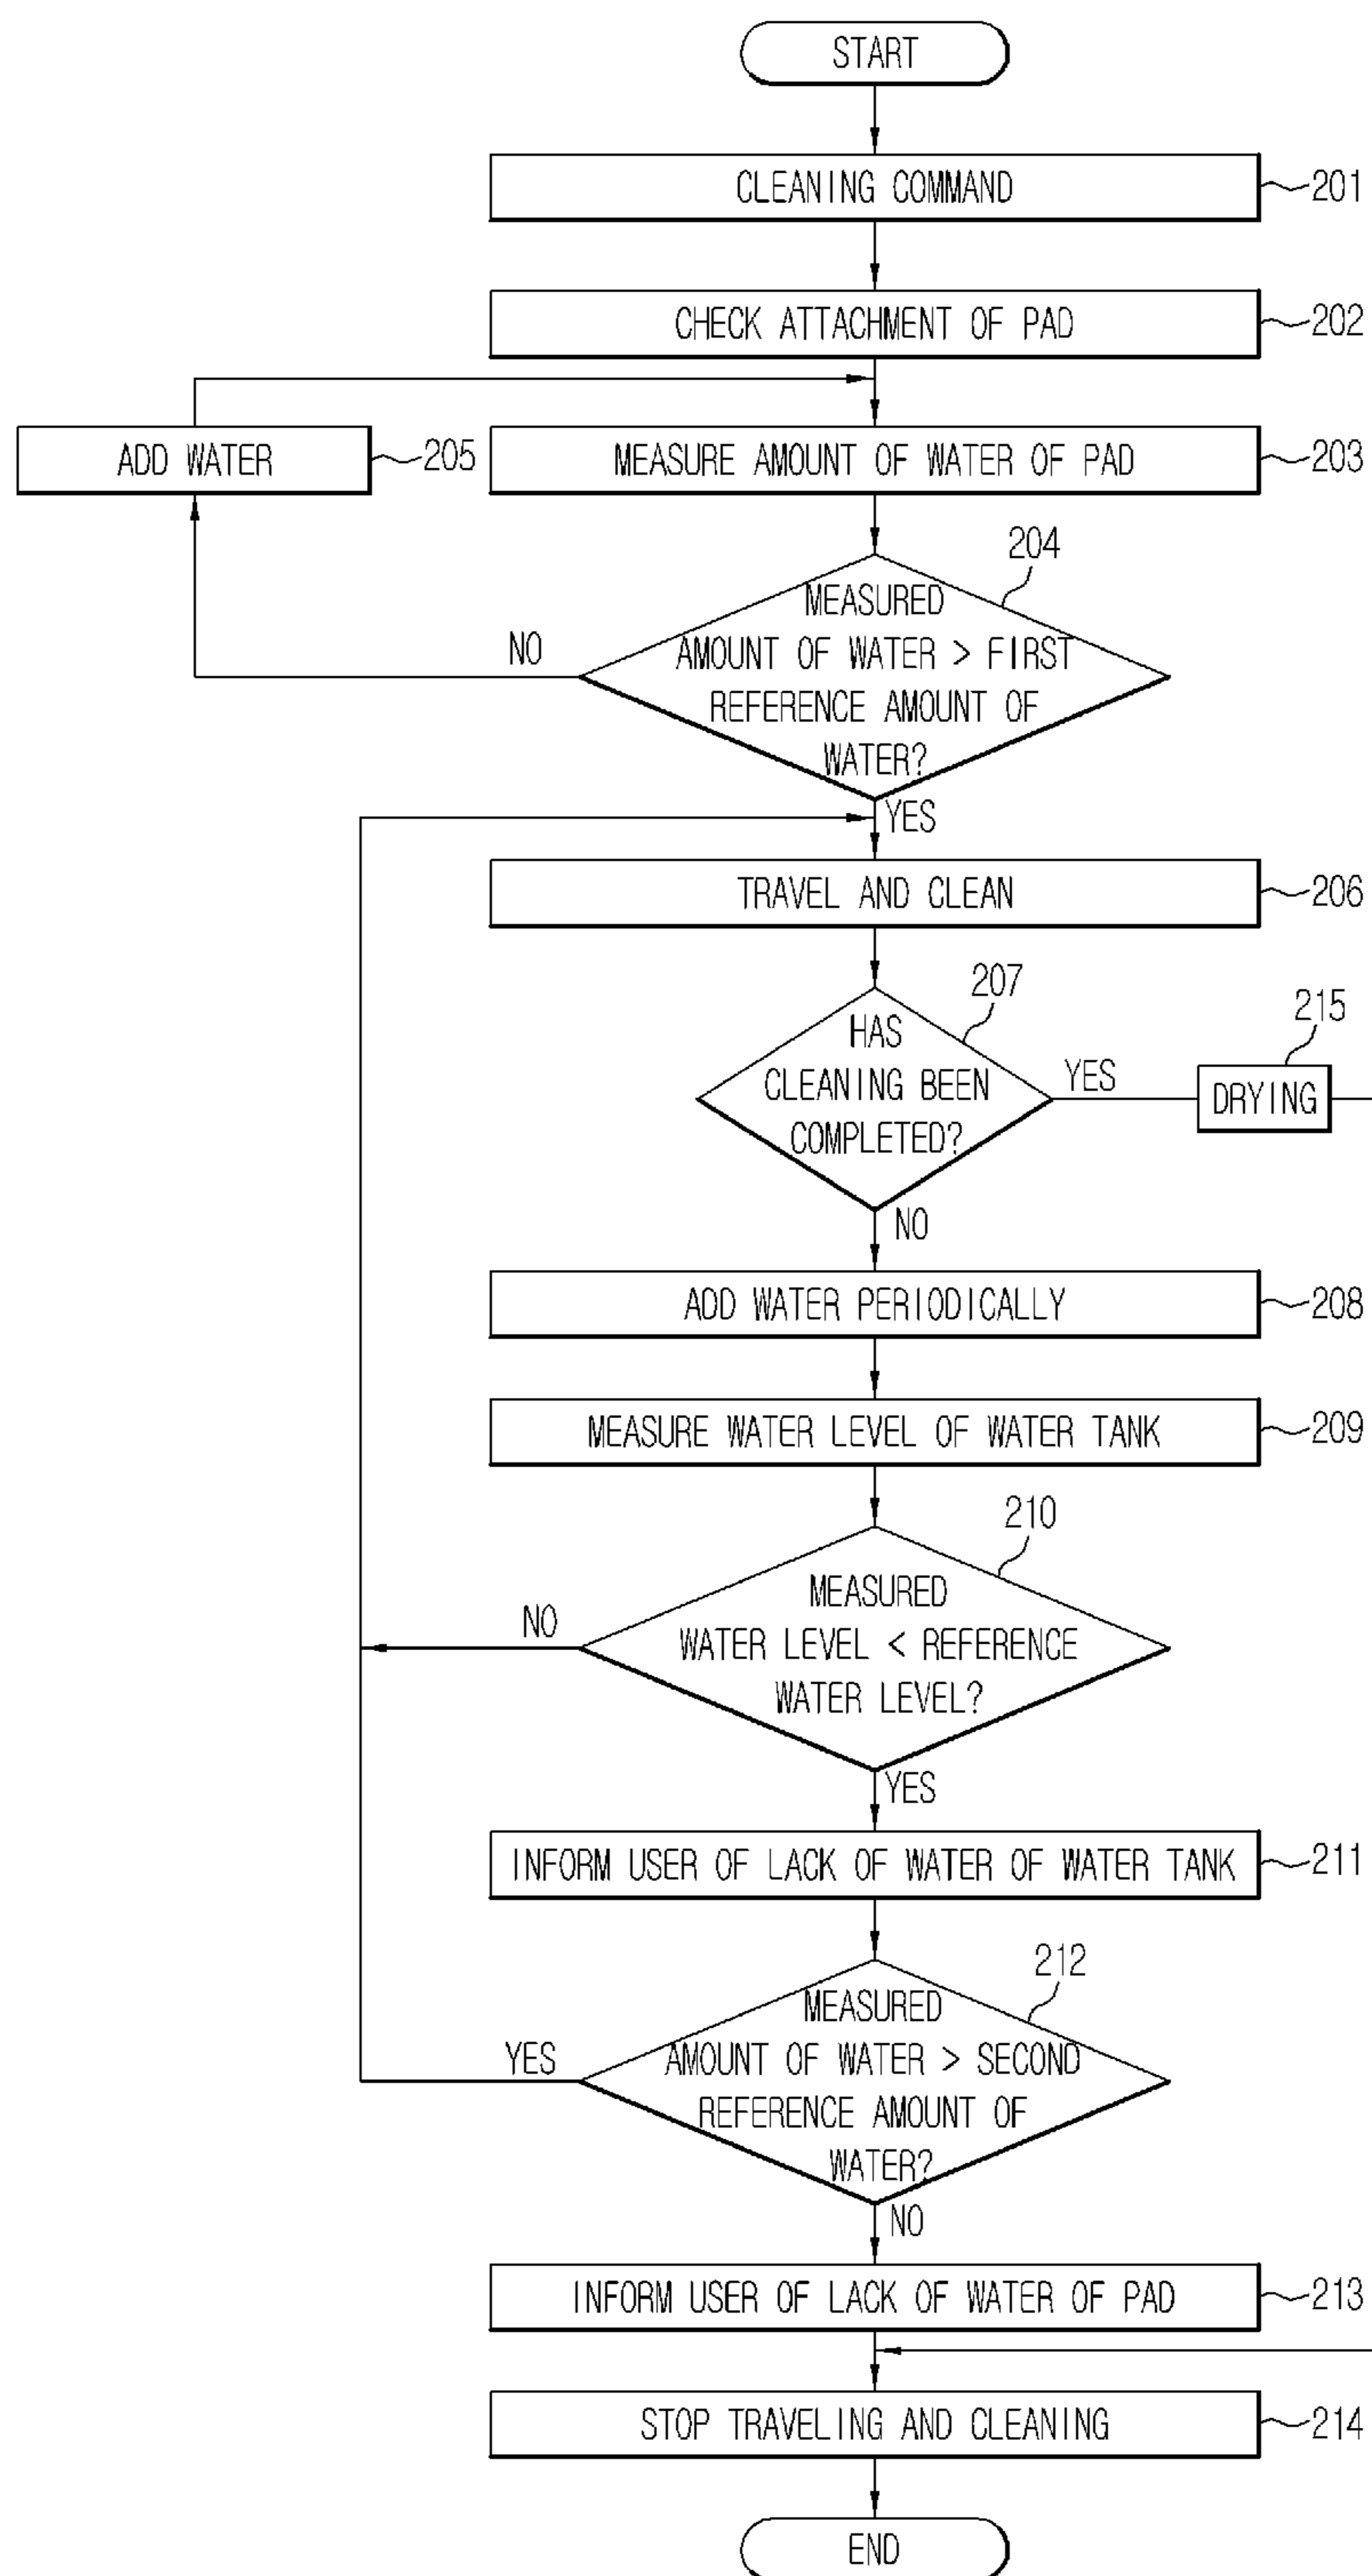 START
CLEANING COMMAND
201
CHECK ATTACHMENT OF PAD
202
ADD WATER
205
MEASURE AMOUNT OF WATER OF PAD
203
204
MEASURED
AMOUNT OF WATER > FIRST
REFERENCE AMOUNT OF
WATER?
NO
YES
TRAVEL AND CLEAN
206
207
HAS
CLEANING BEEN
COMPLETED?
YES
215
DRYING
NO
ADD WATER PERIODICALLY
208
MEASURE WATER LEVEL OF WATER TANK
209
210
MEASURED
WATER LEVEL < REFERENCE
WATER LEVEL?
NO
YES
INFORM USER OF LACK OF WATER OF WATER TANK
211
212
MEASURED
AMOUNT OF WATER > SECOND
REFERENCE AMOUNT OF
WATER?
YES
NO
INFORM USER OF LACK OF WATER OF PAD
213
STOP TRAVELING AND CLEANING
214
END